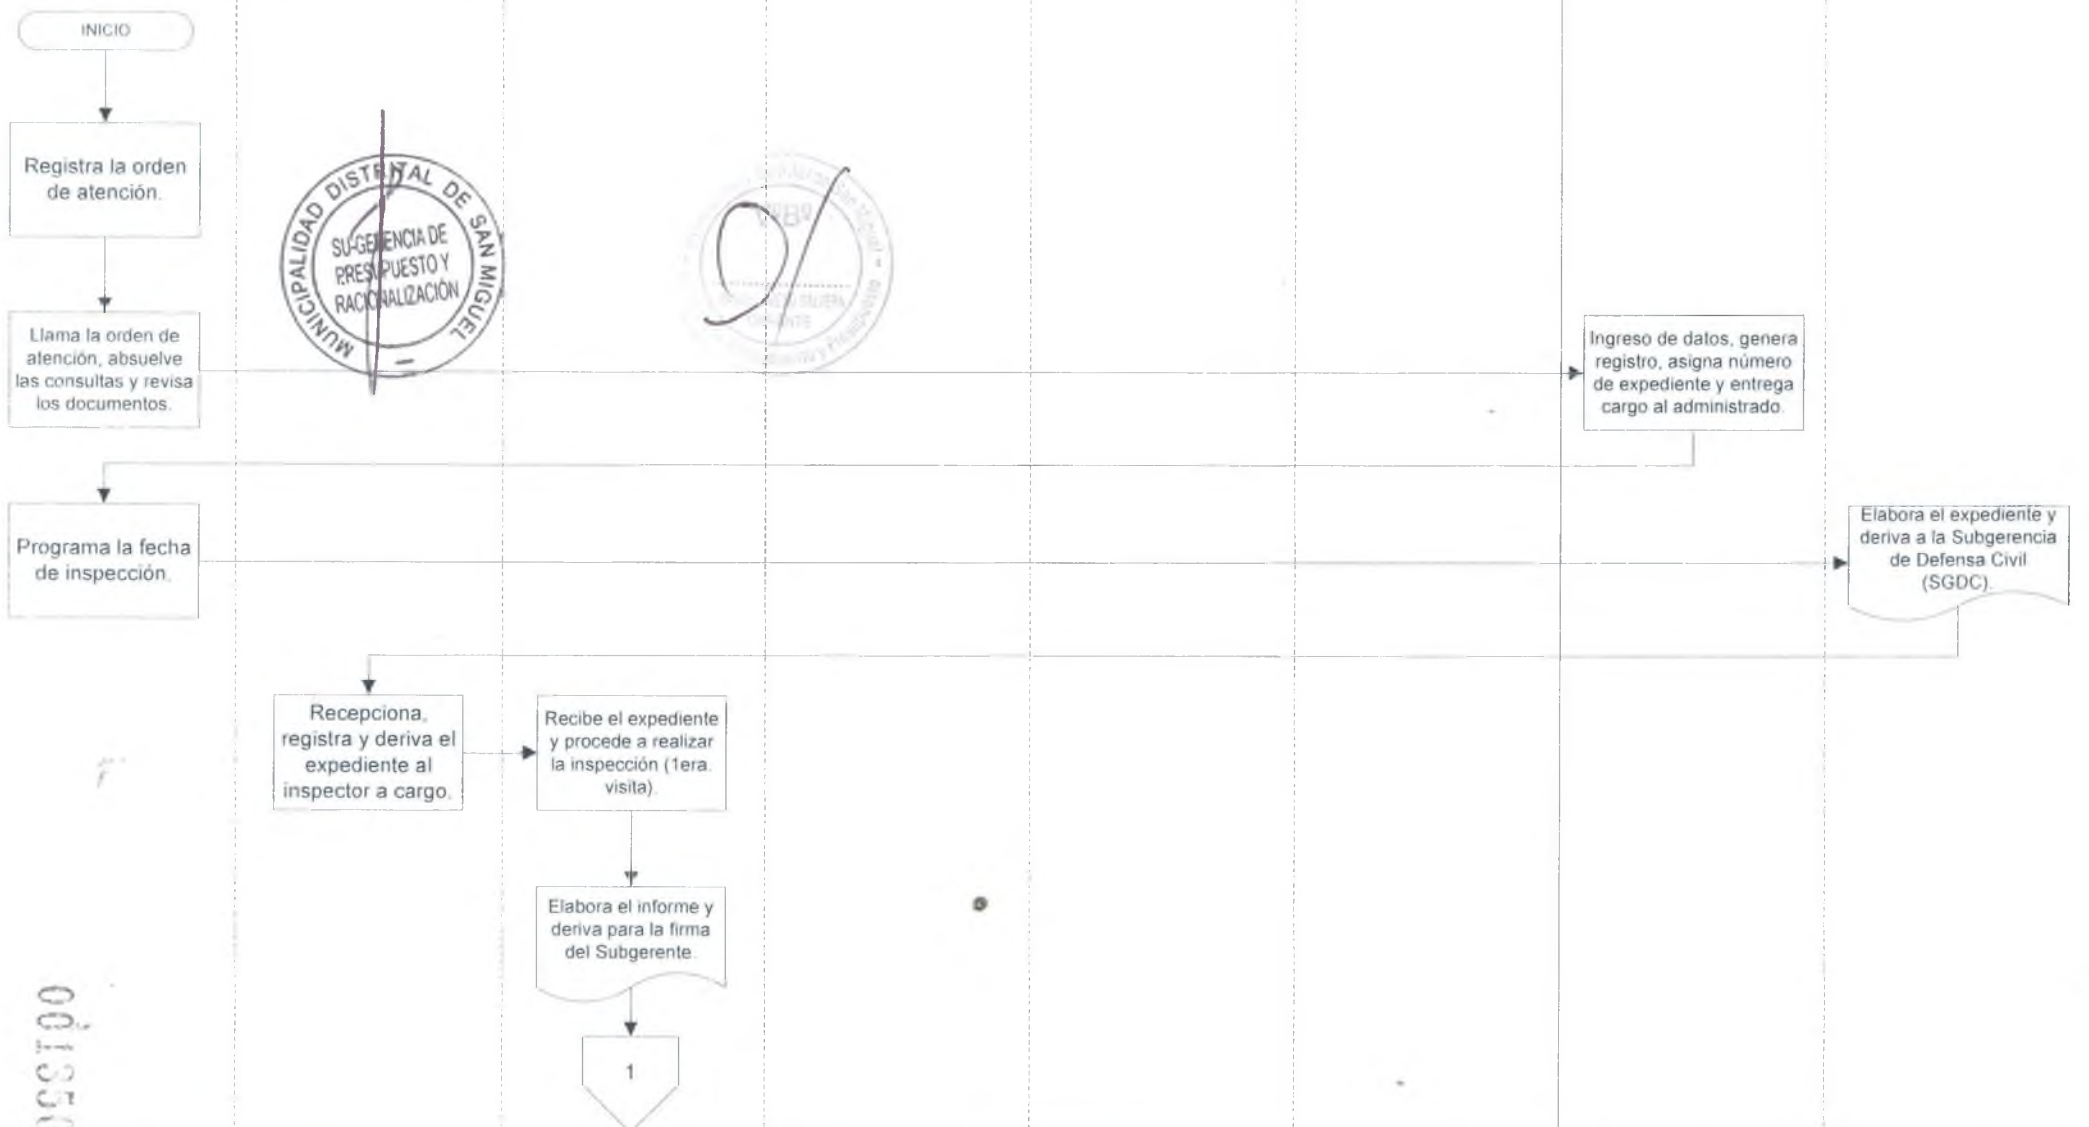 INICIO
Registra la orden
de atención.
MUNICIPALIDAD DISTRITAL DE SAN MIGUEL
SU-GERENCIA DE
PRESUPUESTO Y
RACIONALIZACIÓN
VºBº
Llama la orden de
atención, absuelve
las consultas y revisa
los documentos.
Ingreso de datos, genera
registro, asigna número
de expediente y entrega
cargo al administrado.
Programa la fecha
de inspección.
Elabora el expediente y
deriva a la Subgerencia
de Defensa Civil
(SGDC).
Recepciona,
registra y deriva el
expediente al
inspector a cargo.
Recibe el expediente
y procede a realizar
la inspección (1era.
visita).
Elabora el informe y
deriva para la firma
del Subgerente.
1